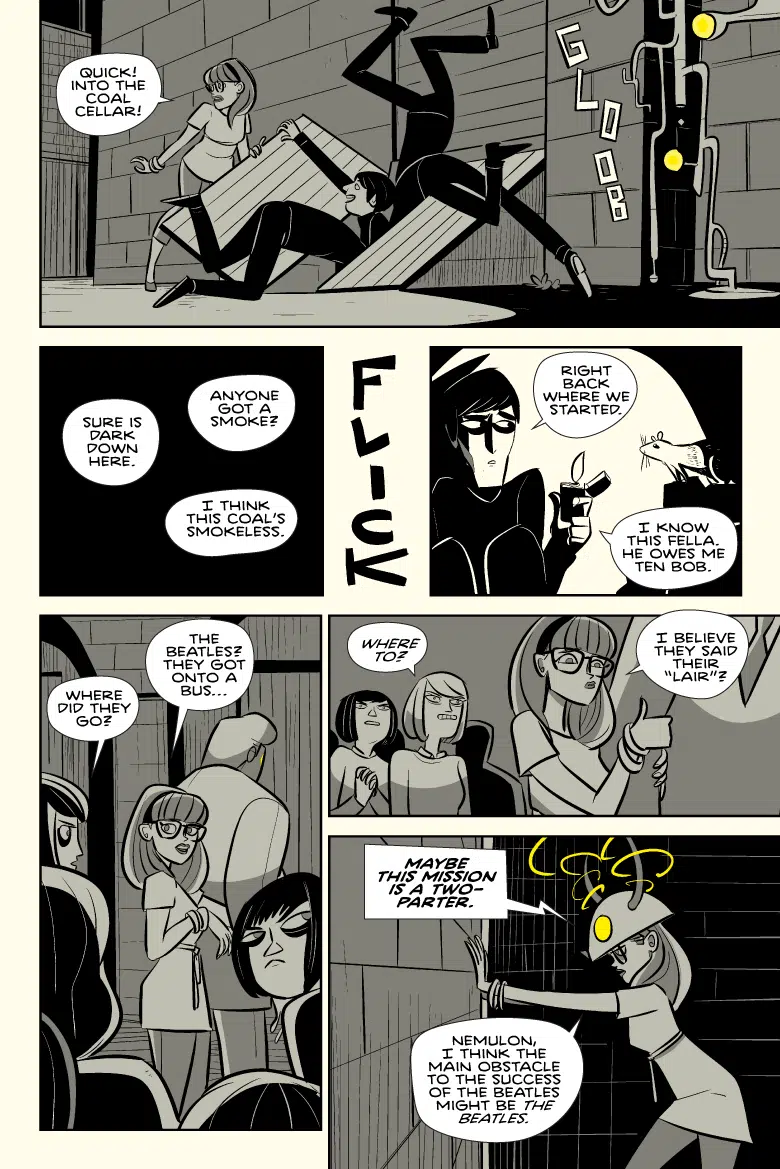 QUICK!
INTO THE
COAL
CELLAR!
GLOOB
SURE IS
DARK
DOWN
HERE.
ANYONE
GOT A
SMOKE?
I THINK
THIS COAL'S
SMOKELESS.
FLICK
RIGHT
BACK
WHERE WE
STARTED.
I KNOW
THIS FELLA.
HE OWES ME
TEN BOB.
WHERE
DID THEY
GO?
THE
BEATLES?
THEY GOT
ONTO A
BUS...
WHERE
TO?
I BELIEVE
THEY SAID
THEIR
"LAIR"?
MAYBE
THIS MISSION
IS A TWO-
PARTER.
NEMULON,
I THINK THE
MAIN OBSTACLE
TO THE SUCCESS
OF THE BEATLES
MIGHT BE THE
BEATLES.